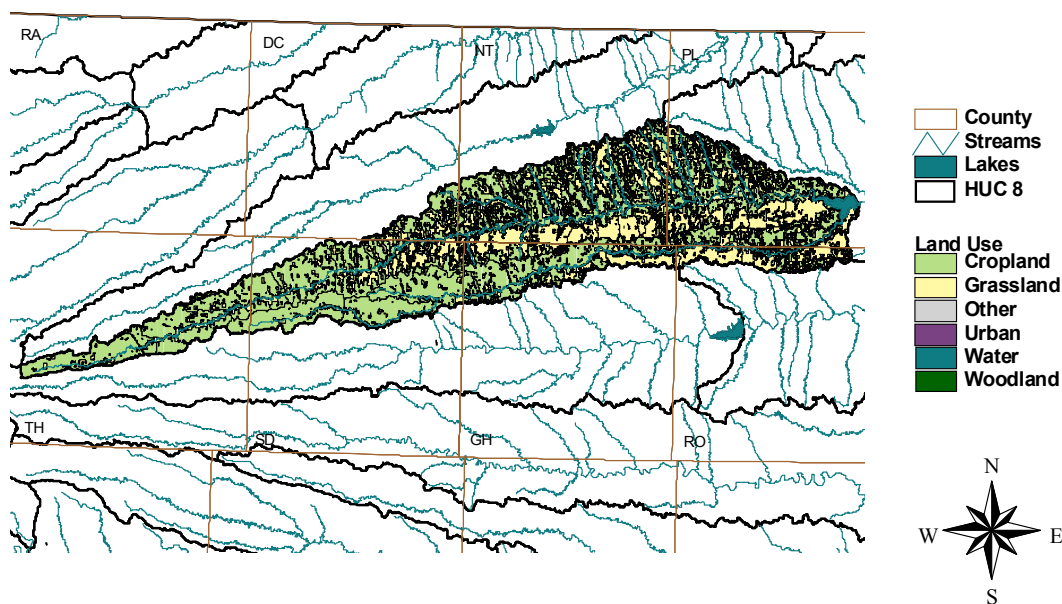 RA
DC
NT
PL
TH
SD
GH
RO
County
Streams
Lakes
HUC 8
Land Use
Cropland
Grassland
Other
Urban
Water
Woodland
N
W
E
S